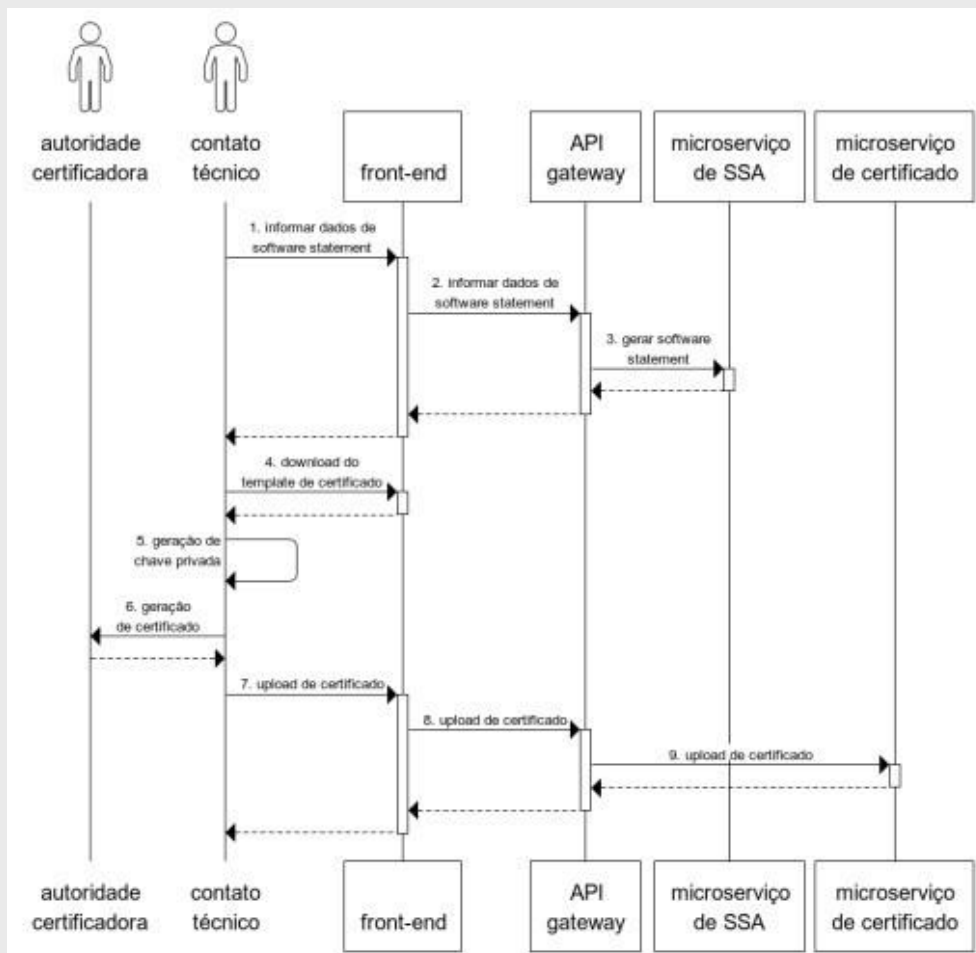 autoridade
certificadora
contato
técnico
front-end
API
gateway
microserviço
de SSA
microserviço
de certificado
1. informar dados de
software statement
2. informar dados de
software statement
3. gerar software
statement
4. download do
template de certificado
5. geração de
chave privada
6. geração
de certificado
7. upload de certificado
8. upload de certificado
9. upload de certificado
autoridade
certificadora
contato
técnico
front-end
API
gateway
microserviço
de SSA
microserviço
de certificado